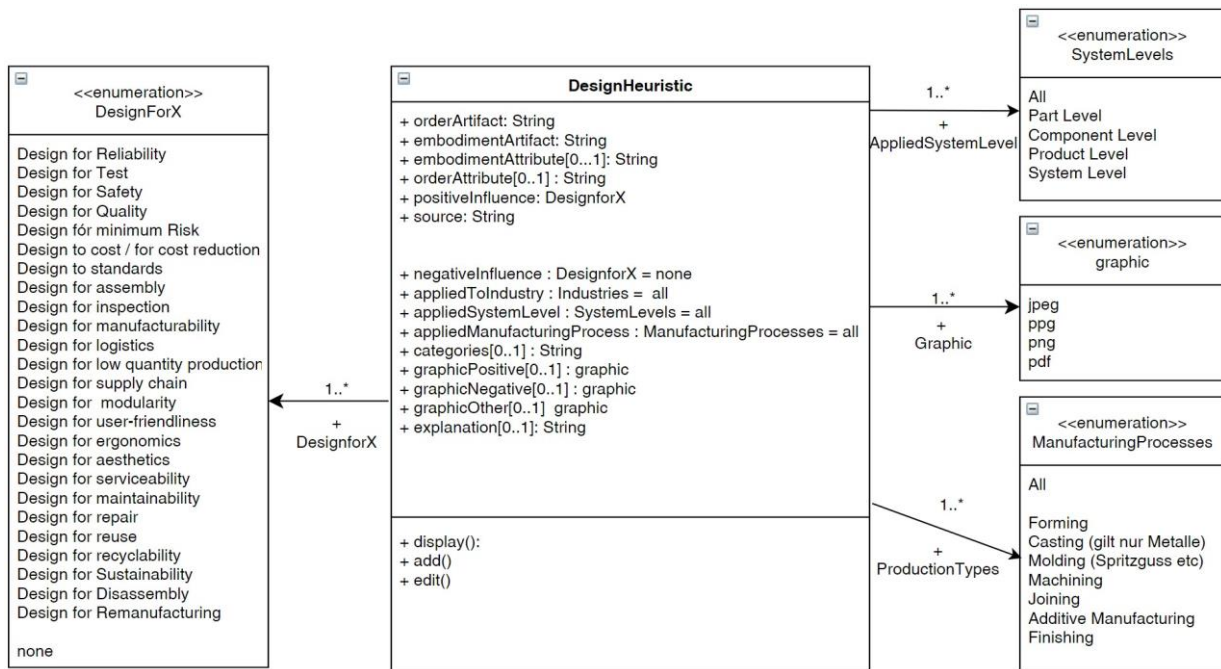 <<enumeration>>
DesignForX
Design for Reliability
Design for Test
Design for Safety
Design for Quality
Design fór minimum Risk
Design to cost / for cost reduction
Design to standards
Design for assembly
Design for inspection
Design for manufacturability
Design for logistics
Design for low quantity production
Design for supply chain
Design for  modularity
Design for user-friendliness
Design for ergonomics
Design for aesthetics
Design for serviceability
Design for maintainability
Design for repair
Design for reuse
Design for recyclability
Design for Sustainability
Design for Disassembly
Design for Remanufacturing
none
1..*
+
DesignforX
DesignHeuristic
+ orderArtifact: String
+ embodimentArtifact: String
+ embodimentAttribute[0...1]: String
+ orderAttribute[0..1] : String
+ positiveInfluence: DesignforX
+ source: String
+ negativeInfluence : DesignforX = none
+ appliedToIndustry : Industries =  all
+ appliedSystemLevel : SystemLevels = all
+ appliedManufacturingProcess : ManufacturingProcesses = all
+ categories[0..1] : String
+ graphicPositive[0..1] : graphic
+ graphicNegative[0..1] : graphic
+ graphicOther[0..1]  graphic
+ explanation[0..1]: String
+ display():
+ add()
+ edit()
1..*
+
AppliedSystemLevel
<<enumeration>>
SystemLevels
All
Part Level
Component Level
Product Level
System Level
1..*
+
Graphic
<<enumeration>>
graphic
jpeg
ppg
png
pdf
1..*
+
ProductionTypes
<<enumeration>>
ManufacturingProcesses
All
Forming
Casting (gilt nur Metalle)
Molding (Spritzguss etc)
Machining
Joining
Additive Manufacturing
Finishing